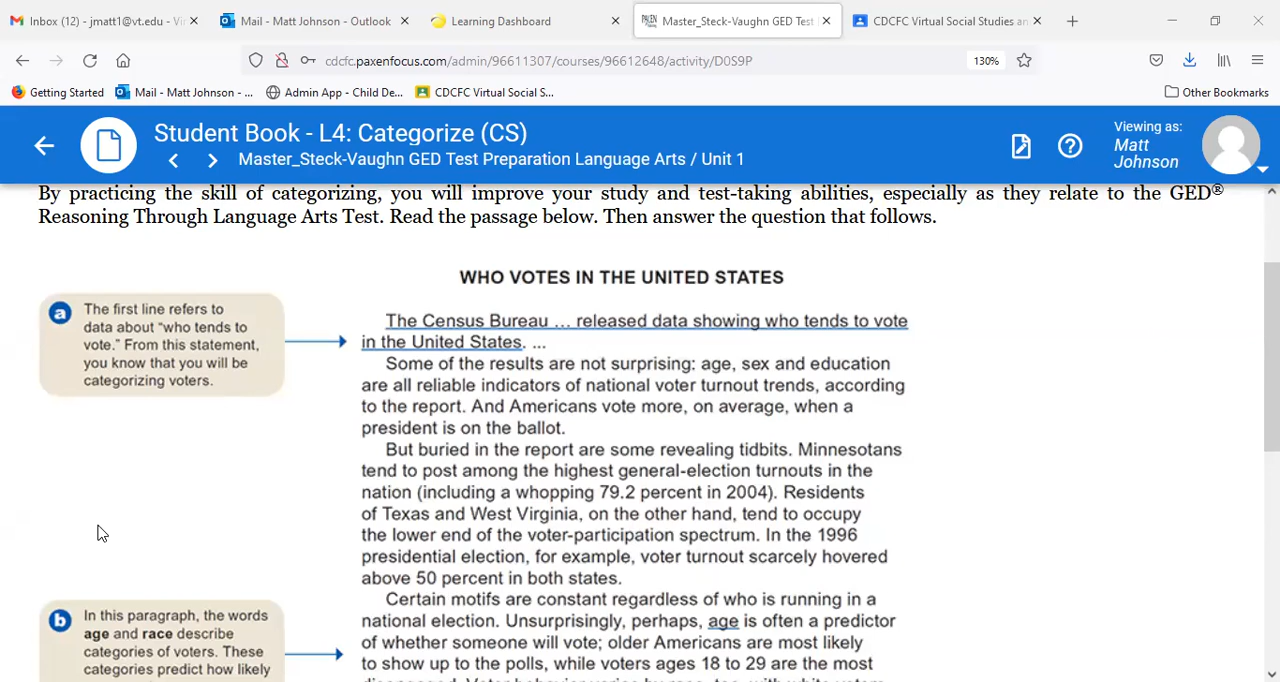 Inbox (12) - jmatt1@vt.edu - Vi
Mail - Matt Johnson - Outlook
Learning Dashboard
Master_Steck-Vaughn GED Test
CDCFC Virtual Social Studies an
cdcfc.paxenfocus.com/admin/96611307/courses/96612648/activity/D0S9P
130%
Getting Started
Mail - Matt Johnson - ...
Admin App - Child De...
CDCFC Virtual Social S...
Other Bookmarks
Student Book - L4: Categorize (CS)
Master_Steck-Vaughn GED Test Preparation Language Arts / Unit 1
Viewing as:
Matt
Johnson
By practicing the skill of categorizing, you will improve your study and test-taking abilities, especially as they relate to the GED®
Reasoning Through Language Arts Test. Read the passage below. Then answer the question that follows.
WHO VOTES IN THE UNITED STATES
a
The first line refers to
data about “who tends to
vote.” From this statement,
you know that you will be
categorizing voters.
The Census Bureau ... released data showing who tends to vote
in the United States. ...
Some of the results are not surprising: age, sex and education
are all reliable indicators of national voter turnout trends, according
to the report. And Americans vote more, on average, when a
president is on the ballot.
But buried in the report are some revealing tidbits. Minnesotans
tend to post among the highest general-election turnouts in the
nation (including a whopping 79.2 percent in 2004). Residents
of Texas and West Virginia, on the other hand, tend to occupy
the lower end of the voter-participation spectrum. In the 1996
presidential election, for example, voter turnout scarcely hovered
above 50 percent in both states.
b
In this paragraph, the words
age and race describe
categories of voters. These
categories predict how likely
Certain motifs are constant regardless of who is running in a
national election. Unsurprisingly, perhaps, age is often a predictor
of whether someone will vote; older Americans are most likely
to show up to the polls, while voters ages 18 to 29 are the most